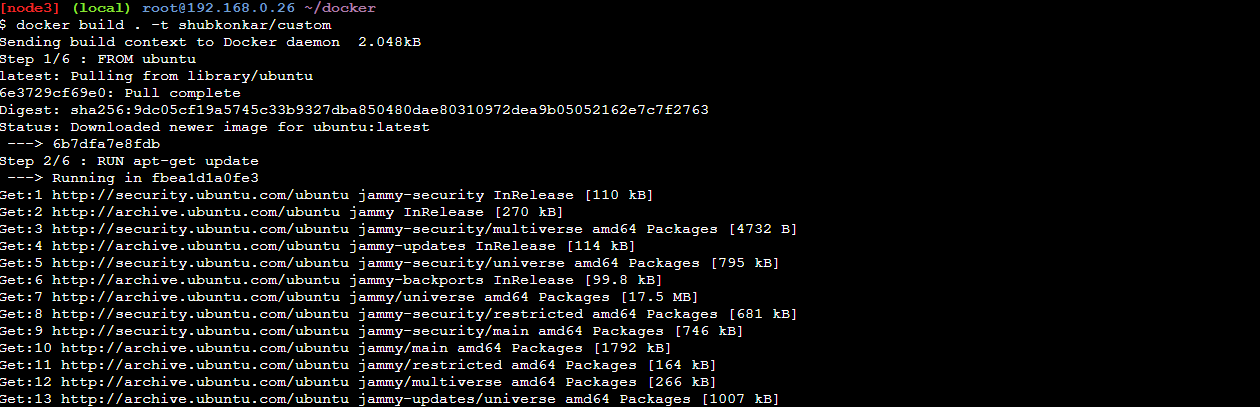 [node3] (local) root@192.168.0.26 ~/docker
$ docker build . -t shubkonkar/custom
Sending build context to Docker daemon  2.048kB
Step 1/6 : FROM ubuntu
latest: Pulling from library/ubuntu
6e3729cf69e0: Pull complete
Digest: sha256:9dc05cf19a5745c33b9327dba850480dae80310972dea9b05052162e7c7f2763
Status: Downloaded newer image for ubuntu:latest
 ---> 6b7dfa7e8fdb
Step 2/6 : RUN apt-get update
 ---> Running in fbea1d1a0fe3
Get:1 http://security.ubuntu.com/ubuntu jammy-security InRelease [110 kB]
Get:2 http://archive.ubuntu.com/ubuntu jammy InRelease [270 kB]
Get:3 http://security.ubuntu.com/ubuntu jammy-security/multiverse amd64 Packages [4732 B]
Get:4 http://archive.ubuntu.com/ubuntu jammy-updates InRelease [114 kB]
Get:5 http://security.ubuntu.com/ubuntu jammy-security/universe amd64 Packages [795 kB]
Get:6 http://archive.ubuntu.com/ubuntu jammy-backports InRelease [99.8 kB]
Get:7 http://archive.ubuntu.com/ubuntu jammy/universe amd64 Packages [17.5 MB]
Get:8 http://security.ubuntu.com/ubuntu jammy-security/restricted amd64 Packages [681 kB]
Get:9 http://security.ubuntu.com/ubuntu jammy-security/main amd64 Packages [746 kB]
Get:10 http://archive.ubuntu.com/ubuntu jammy/main amd64 Packages [1792 kB]
Get:11 http://archive.ubuntu.com/ubuntu jammy/restricted amd64 Packages [164 kB]
Get:12 http://archive.ubuntu.com/ubuntu jammy/multiverse amd64 Packages [266 kB]
Get:13 http://archive.ubuntu.com/ubuntu jammy-updates/universe amd64 Packages [1007 kB]